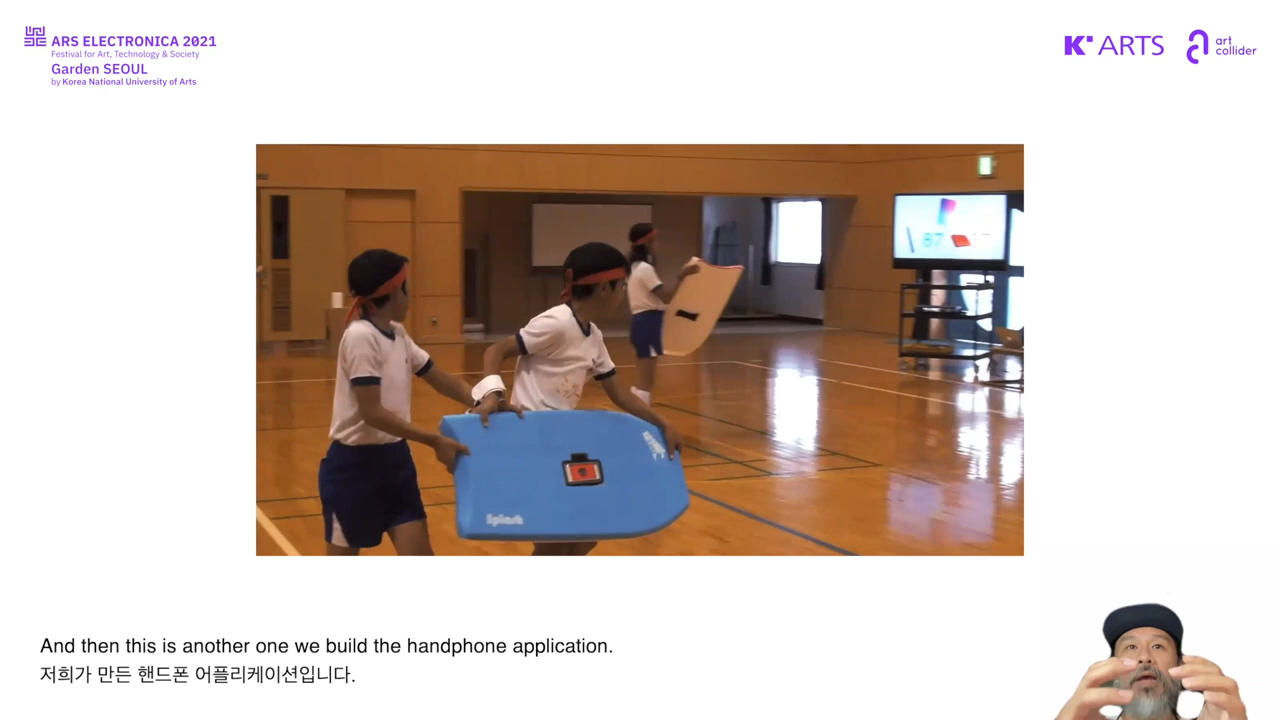 ARS ELECTRONICA 2021
Festival for Art, Technology & Society
Garden SEOUL
by Korea National University of Arts
K' ARTS
art
collider
87
Splash
And then this is another one we build the handphone application.
저희가 만든 핸드폰 어플리케이션입니다.